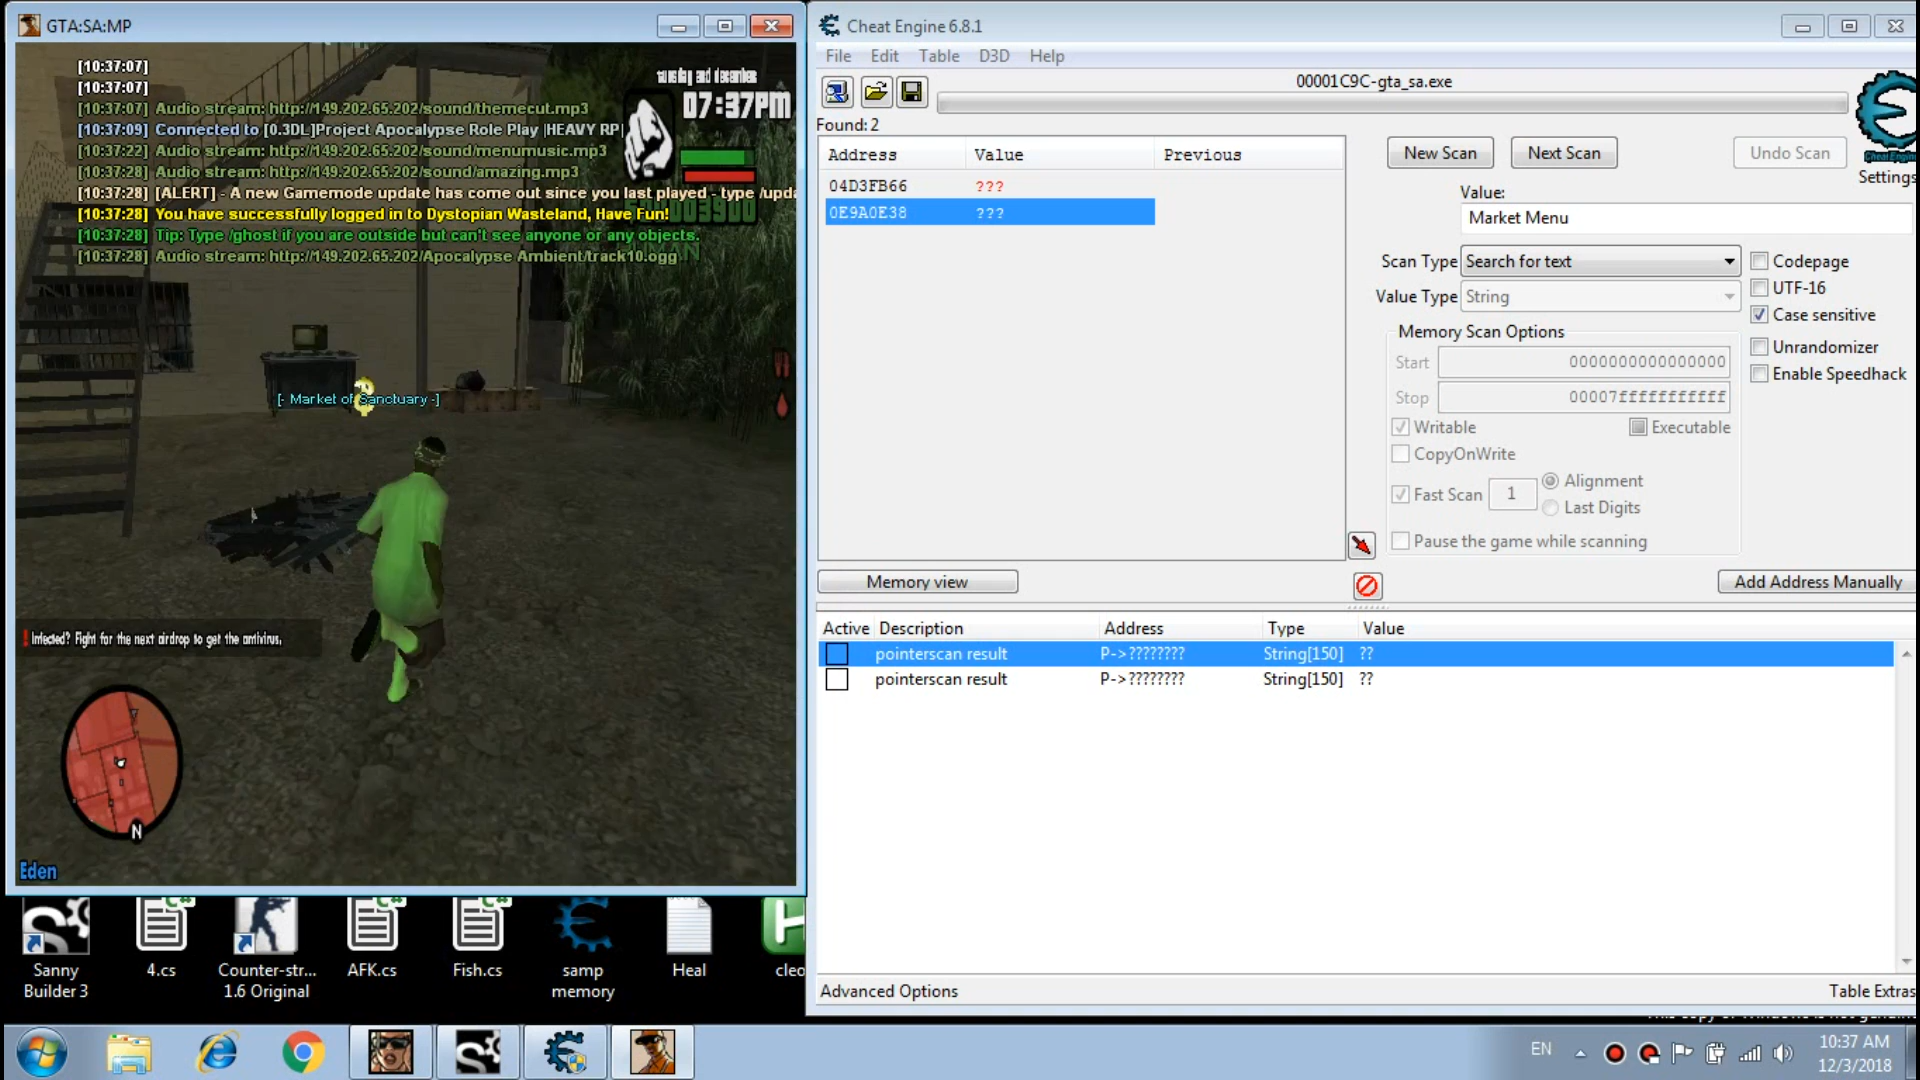 GTA:SA:MP
[10:37:07]
[10:37:07]
[10:37:07] Audio stream: http://149.202.65.202/sound/themecut.mp3
[10:37:09] Connected to [0.3DL]Project Apocalypse Role Play |HEAVY RP|
[10:37:22] Audio stream: http://149.202.65.202/sound/menumusic.mp3
[10:37:28] Audio stream: http://149.202.65.202/sound/amazing.mp3
[10:37:28] [ALERT] - A new Gamemode update has come out since you last played - type /upda
[10:37:28] You have successfully logged in to Dystopian Wasteland, Have Fun!
[10:37:28] Tip: Type /ghost if you are outside but can't see anyone or any objects.
[10:37:28] Audio stream: http://149.202.65.202/Apocalypse Ambient/track10.ogg
07:37PM
[- Market of Sanctuary -]
! Infected? Fight for the next airdrop to get the antivirus.
N
Eden
Cheat Engine 6.8.1
File Edit Table D3D Help
00001C9C-gta_sa.exe
Found: 2
Address Value Previous
04D3FB66 ???
0E9A0E38 ???
New Scan Next Scan Undo Scan
Settings
Value:
Market Menu
Scan Type Search for text
Value Type String
Codepage
UTF-16
Case sensitive
Unrandomizer
Enable Speedhack
Memory Scan Options
Start 0000000000000000
Stop 00007fffffffffff
Writable Executable
CopyOnWrite
Fast Scan 1 Alignment
Last Digits
Pause the game while scanning
Memory view
Add Address Manually
Active Description Address Type Value
pointerscan result P->???????? String[150] ??
pointerscan result P->???????? String[150] ??
Advanced Options Table Extras
Sanny Builder 3
4.cs
Counter-str... 1.6 Original
AFK.cs
Fish.cs
samp memory
Heal
cleo
EN
10:37 AM
12/3/2018